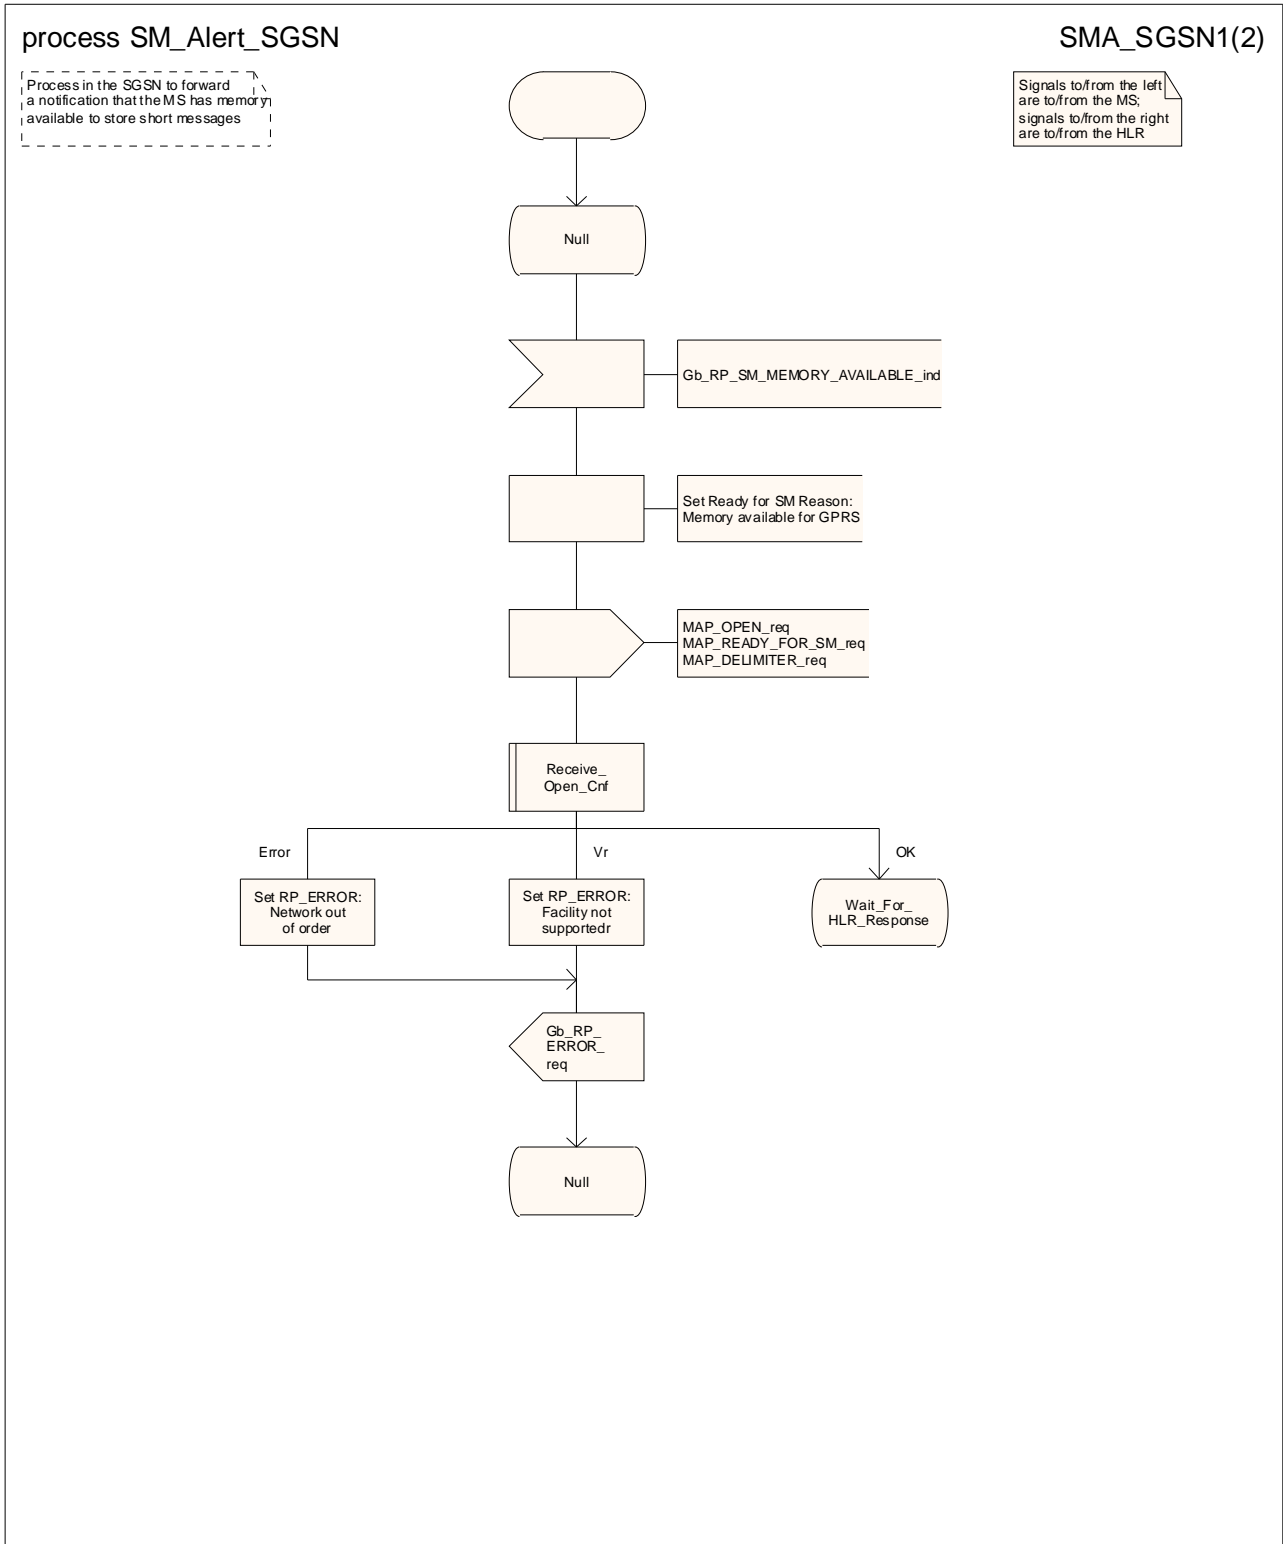 process SM_Alert_SGSN
SMA_SGSN1(2)
Process in the SGSN to forward
a notification that the MS has memory
available to store short messages
Signals to/from the left
are to/from the MS;
signals to/from the right
are to/from the HLR
Null
Gb_RP_SM_MEMORY_AVAILABLE_ind
Set Ready for SM Reason:
Memory available for GPRS
MAP_OPEN_req
MAP_READY_FOR_SM_req
MAP_DELIMITER_req
Receive_
Open_Cnf
Error
Vr
OK
Set RP_ERROR:
Network out
of order
Set RP_ERROR:
Facility not
supportedr
Wait_For_
HLR_Response
Gb_RP_
ERROR_
req
Null